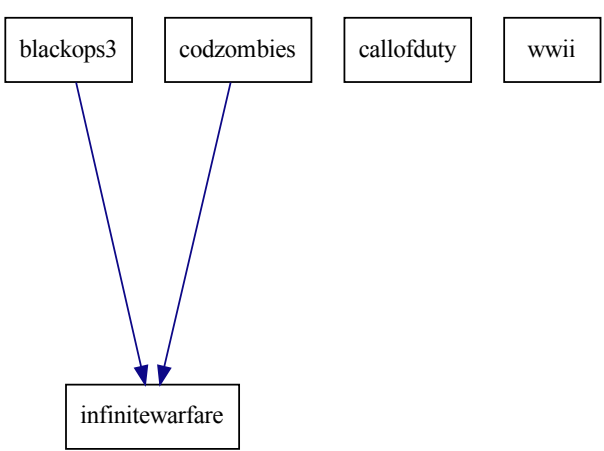 blackops3
codzombies
callofduty
wwii
infinitewarfare